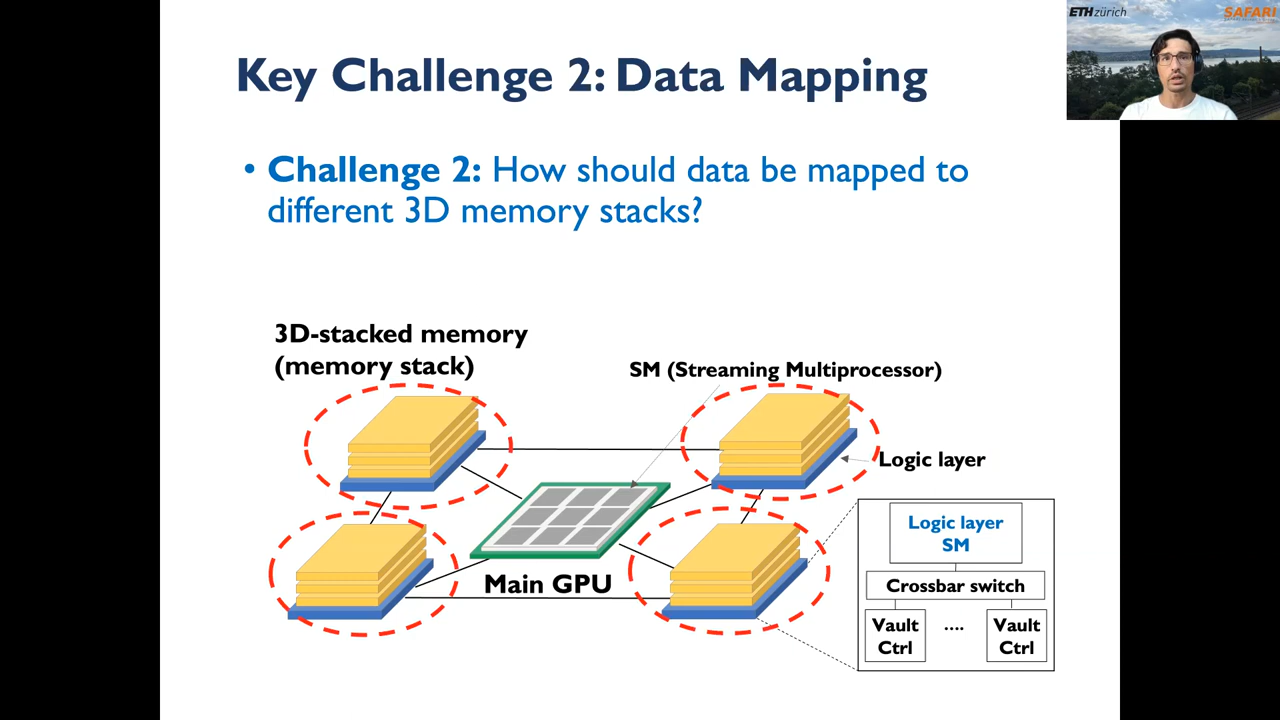 ETHzürich
SAFARI
Key Challenge 2: Data Mapping
• Challenge 2: How should data be mapped to
different 3D memory stacks?
3D-stacked memory
(memory stack)
SM (Streaming Multiprocessor)
Logic layer
Main GPU
Logic layer
SM
Crossbar switch
Vault
Ctrl
....
Vault
Ctrl